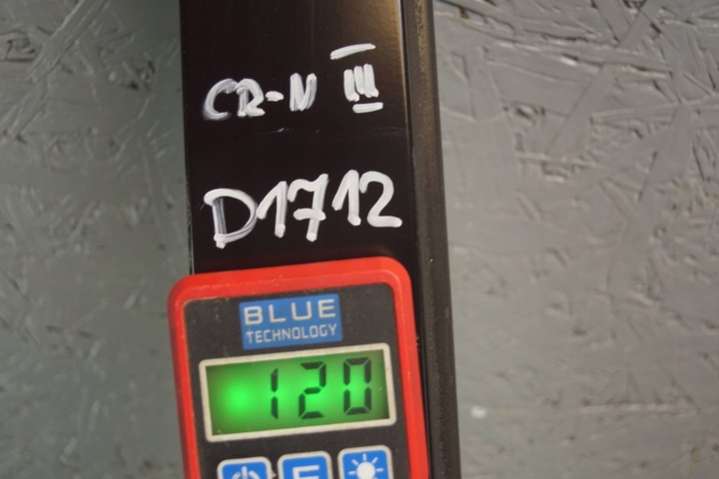 CR-N III
D1712
BLUE
TECHNOLOGY
120
F